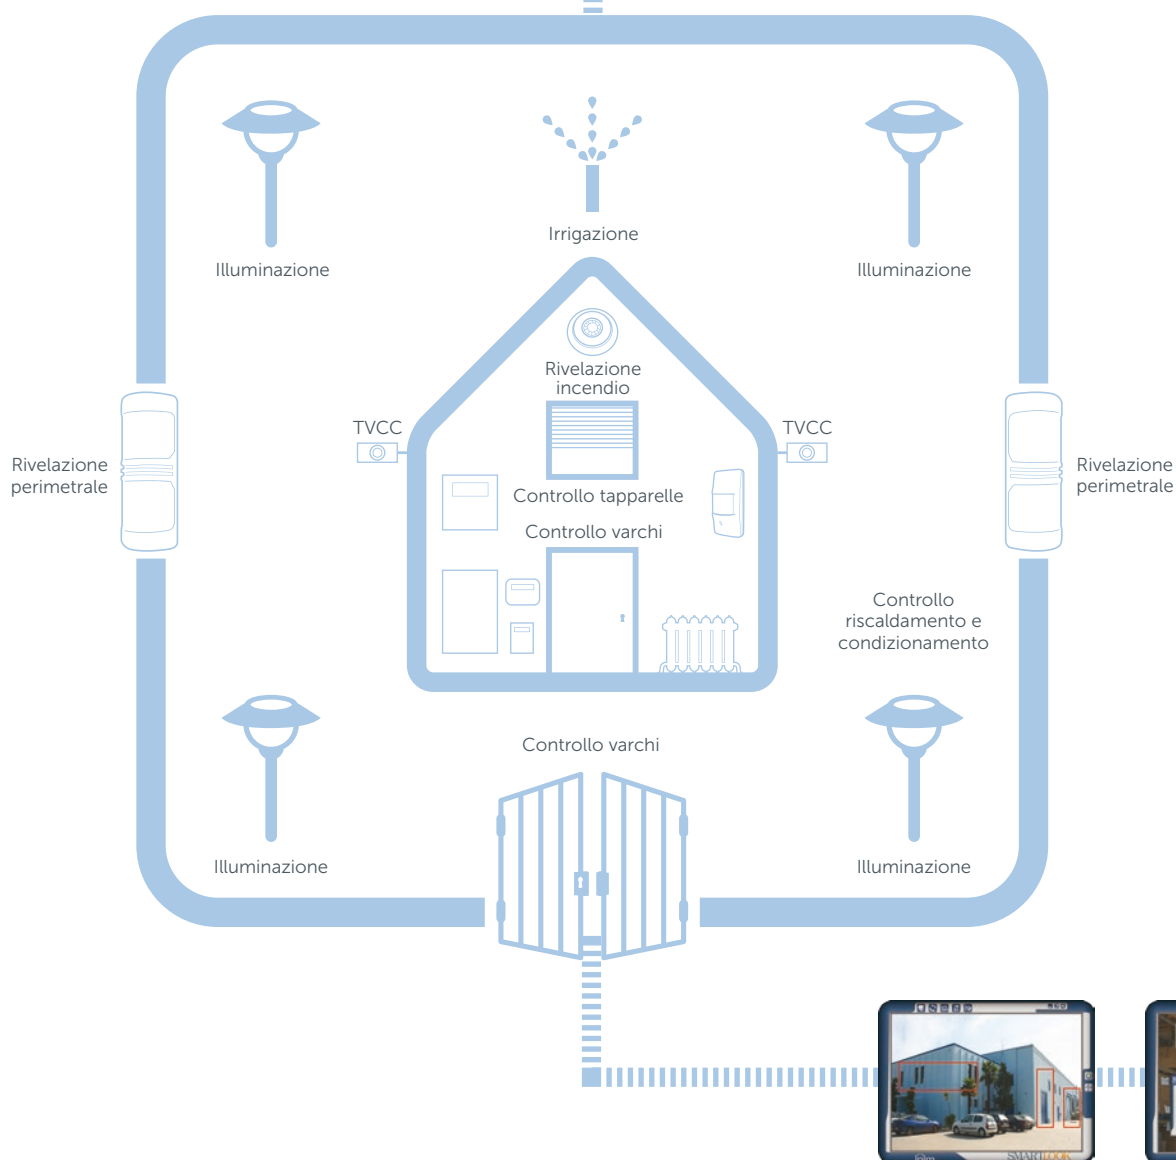 Irrigazione
Illuminazione
Illuminazione
Rivelazione
incendio
TVCC
TVCC
Rivelazione
perimetrale
Rivelazione
perimetrale
Controllo tapparelle
Controllo varchi
Controllo
riscaldamento e
condizionamento
Controllo varchi
Illuminazione
Illuminazione
SMARTLOOK